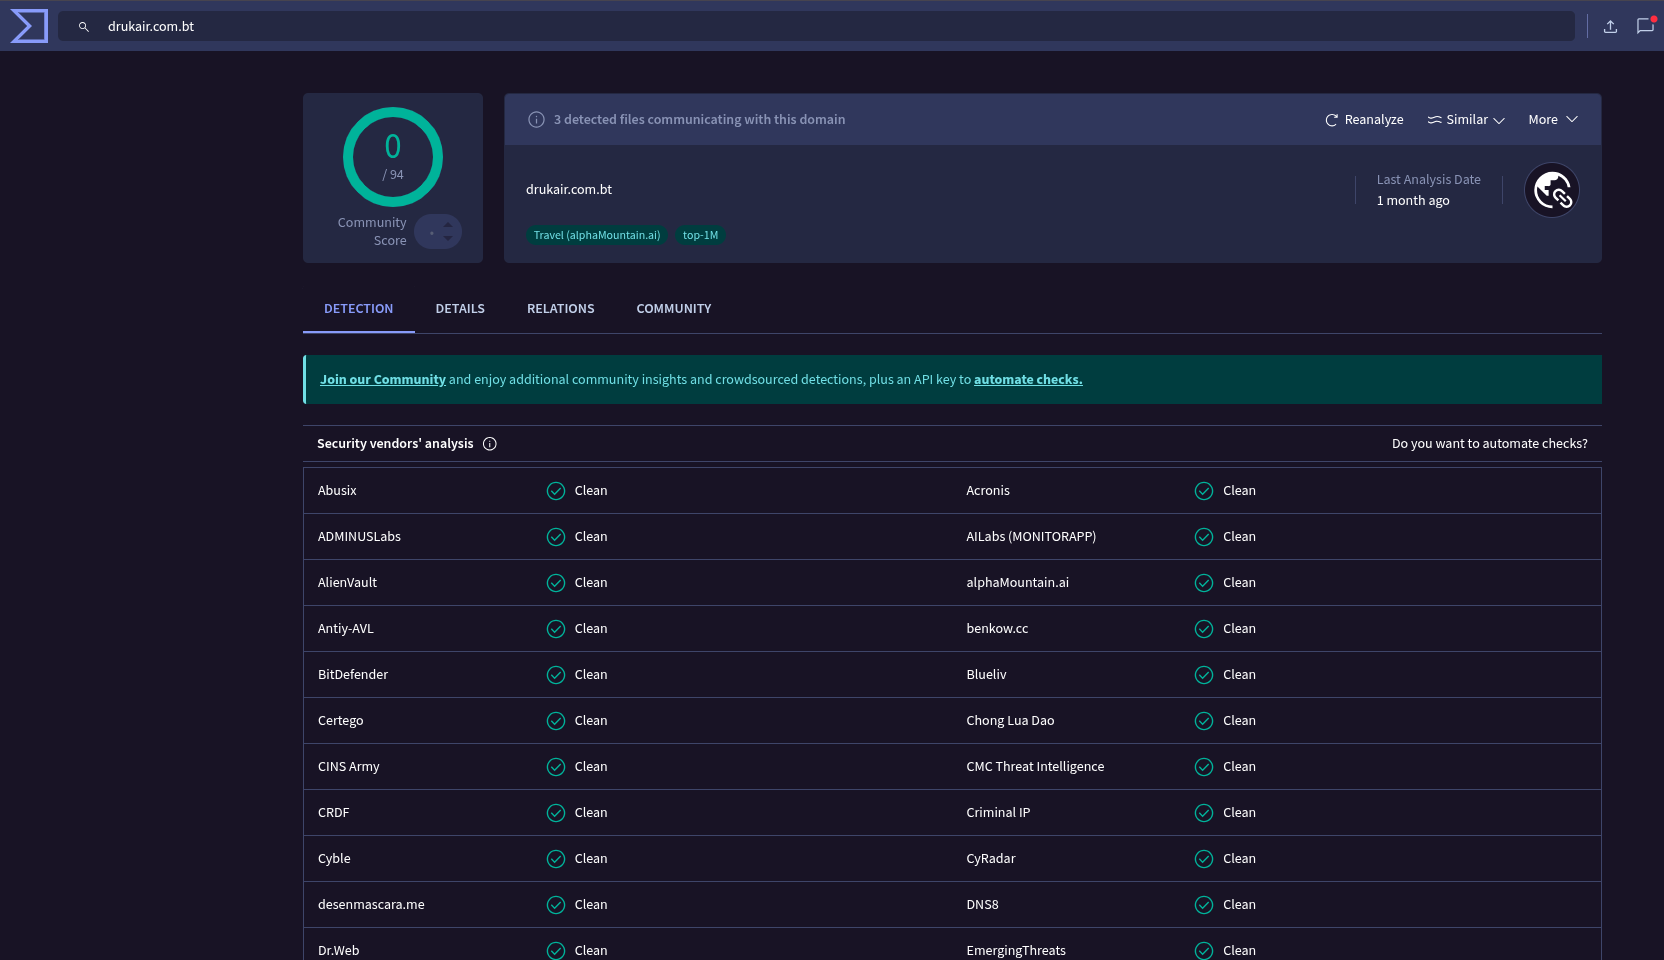 drukair.com.bt
0
/ 94
Community
Score
3 detected files communicating with this domain
Reanalyze
Similar
More
drukair.com.bt
Last Analysis Date
1 month ago
Travel (alphaMountain.ai)
top-1M
DETECTION
DETAILS
RELATIONS
COMMUNITY
Join our Community and enjoy additional community insights and crowdsourced detections, plus an API key to automate checks.
Security vendors' analysis
Do you want to automate checks?
Abusix Clean Acronis Clean
ADMINUSLabs Clean AILabs (MONITORAPP) Clean
AlienVault Clean alphaMountain.ai Clean
Antiy-AVL Clean benkow.cc Clean
BitDefender Clean Blueliv Clean
Certego Clean Chong Lua Dao Clean
CINS Army Clean CMC Threat Intelligence Clean
CRDF Clean Criminal IP Clean
Cyble Clean CyRadar Clean
desenmascara.me Clean DNS8 Clean
Dr.Web Clean EmergingThreats Clean